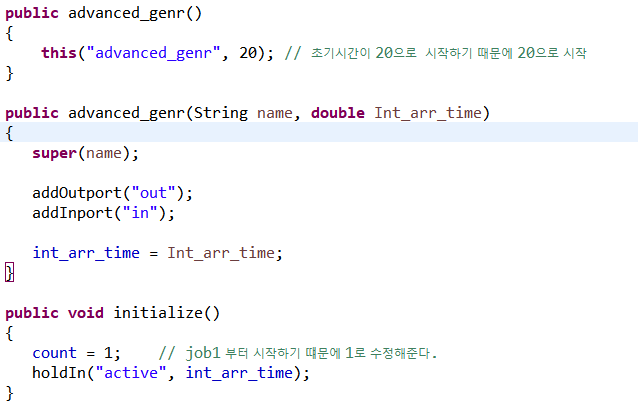 public advanced_genr()
{
    this("advanced_genr", 20); // 초기시간이 20으로  시작하기 때문에 20으로 시작
}
public advanced_genr(String name, double Int_arr_time)
{
   super(name);
   addOutport("out");
   addInport("in");
   int_arr_time = Int_arr_time;
}
public void initialize()
{
   count = 1;    // job1 부터 시작하기 때문에 1로 수정해준다.
   holdIn("active", int_arr_time);
}